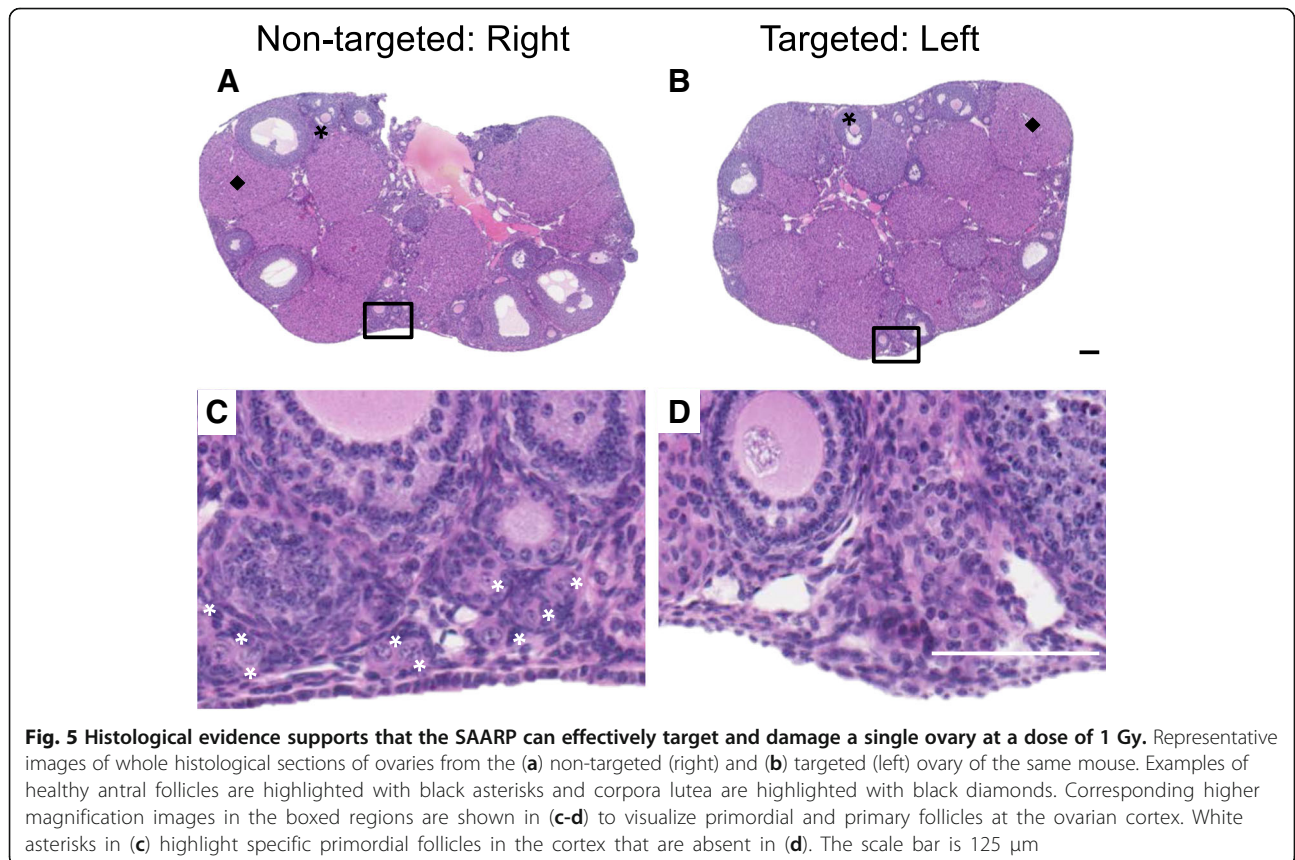 Non-targeted: Right
Targeted: Left
A
B
*
◆
*
◆
C
D
*
*
*
*
*
*
*
*
*
Fig. 5 Histological evidence supports that the SAARP can effectively target and damage a single ovary at a dose of 1 Gy. Representative
images of whole histological sections of ovaries from the (a) non-targeted (right) and (b) targeted (left) ovary of the same mouse. Examples of
healthy antral follicles are highlighted with black asterisks and corpora lutea are highlighted with black diamonds. Corresponding higher
magnification images in the boxed regions are shown in (c-d) to visualize primordial and primary follicles at the ovarian cortex. White
asterisks in (c) highlight specific primordial follicles in the cortex that are absent in (d). The scale bar is 125 μm